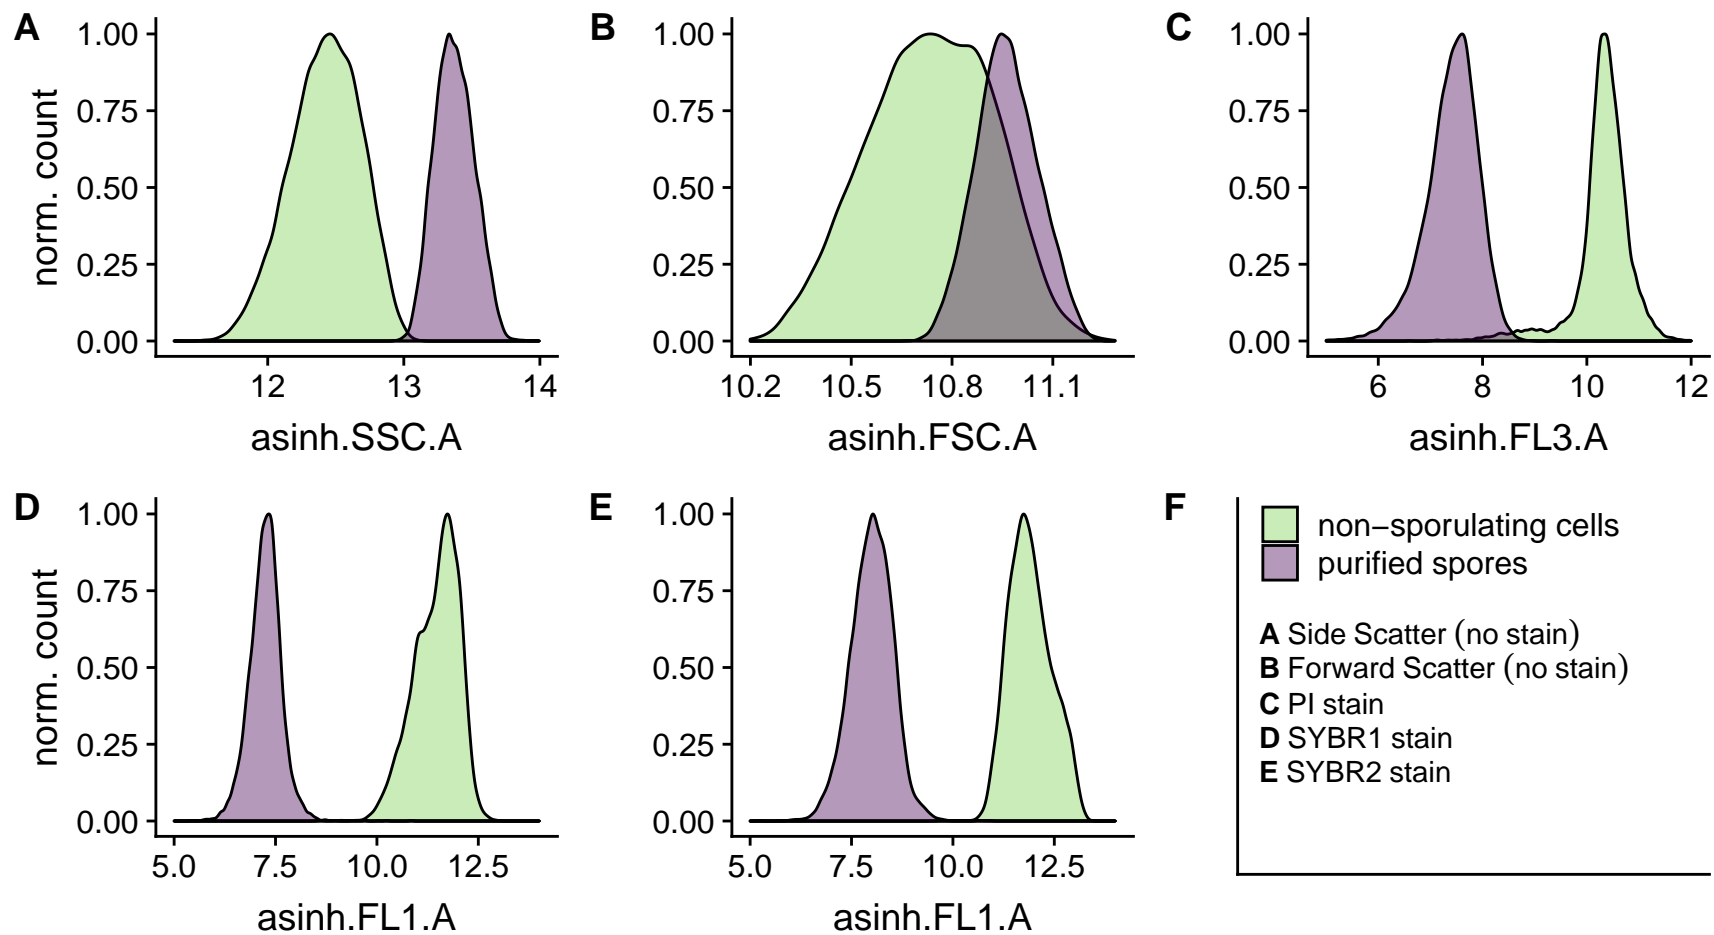 A
norm. count
1.00
0.75
0.50
0.25
0.00
12 13 14
asinh.SSC.A
B
1.00
0.75
0.50
0.25
0.00
10.2 10.5 10.8 11.1
asinh.FSC.A
C
1.00
0.75
0.50
0.25
0.00
6 8 10 12
asinh.FL3.A
D
norm. count
1.00
0.75
0.50
0.25
0.00
5.0 7.5 10.0 12.5
asinh.FL1.A
E
1.00
0.75
0.50
0.25
0.00
5.0 7.5 10.0 12.5
asinh.FL1.A
F
non−sporulating cells
purified spores
A Side Scatter (no stain)
B Forward Scatter (no stain)
C PI stain
D SYBR1 stain
E SYBR2 stain